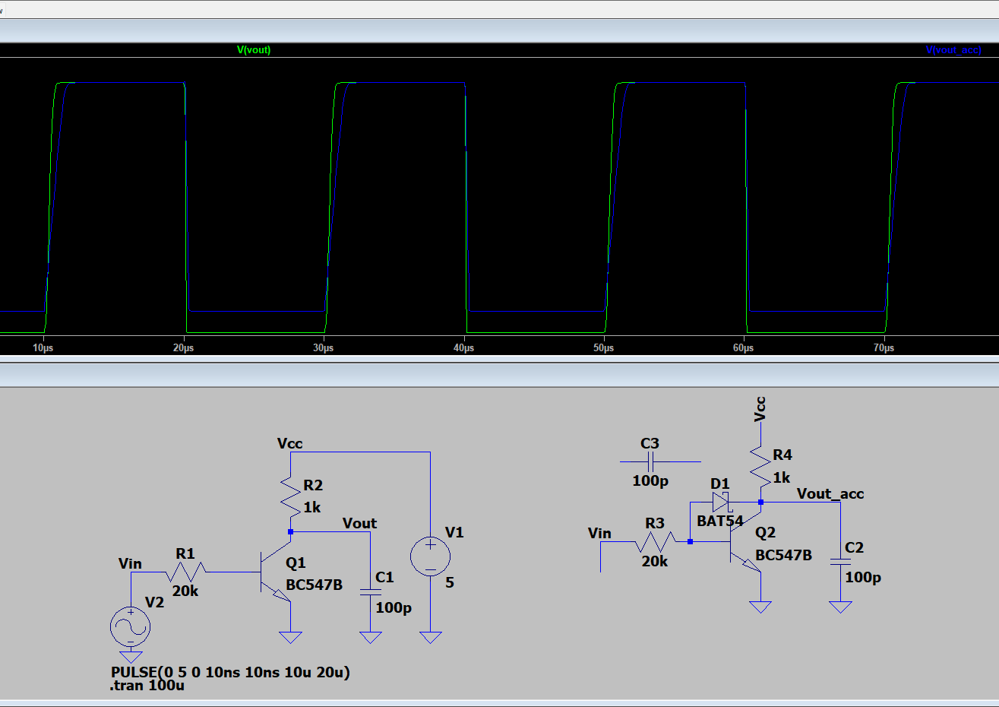 V(vout) V(vout_acc)
10µs 20µs 30µs 40µs 50µs 60µs 70µs
Vcc
R2
1k
Vout
Vin
R1
20k
V2
Q1
BC547B
C1
100p
V1
5
PULSE(0 5 0 10ns 10ns 10u 20u)
.tran 100u
C3
100p
Vcc
R4
1k
D1
BAT54
Vout_acc
Vin
R3
20k
Q2
BC547B
C2
100p